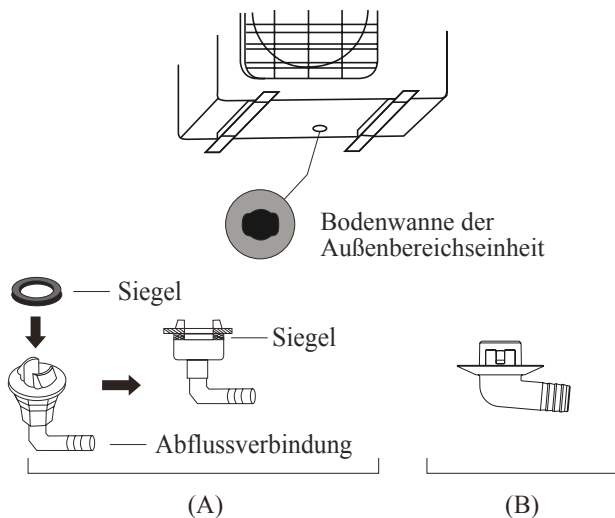 Bodenwanne der
Außenbereichseinheit
Siegel
Siegel
Abflussverbindung
(A)
(B)